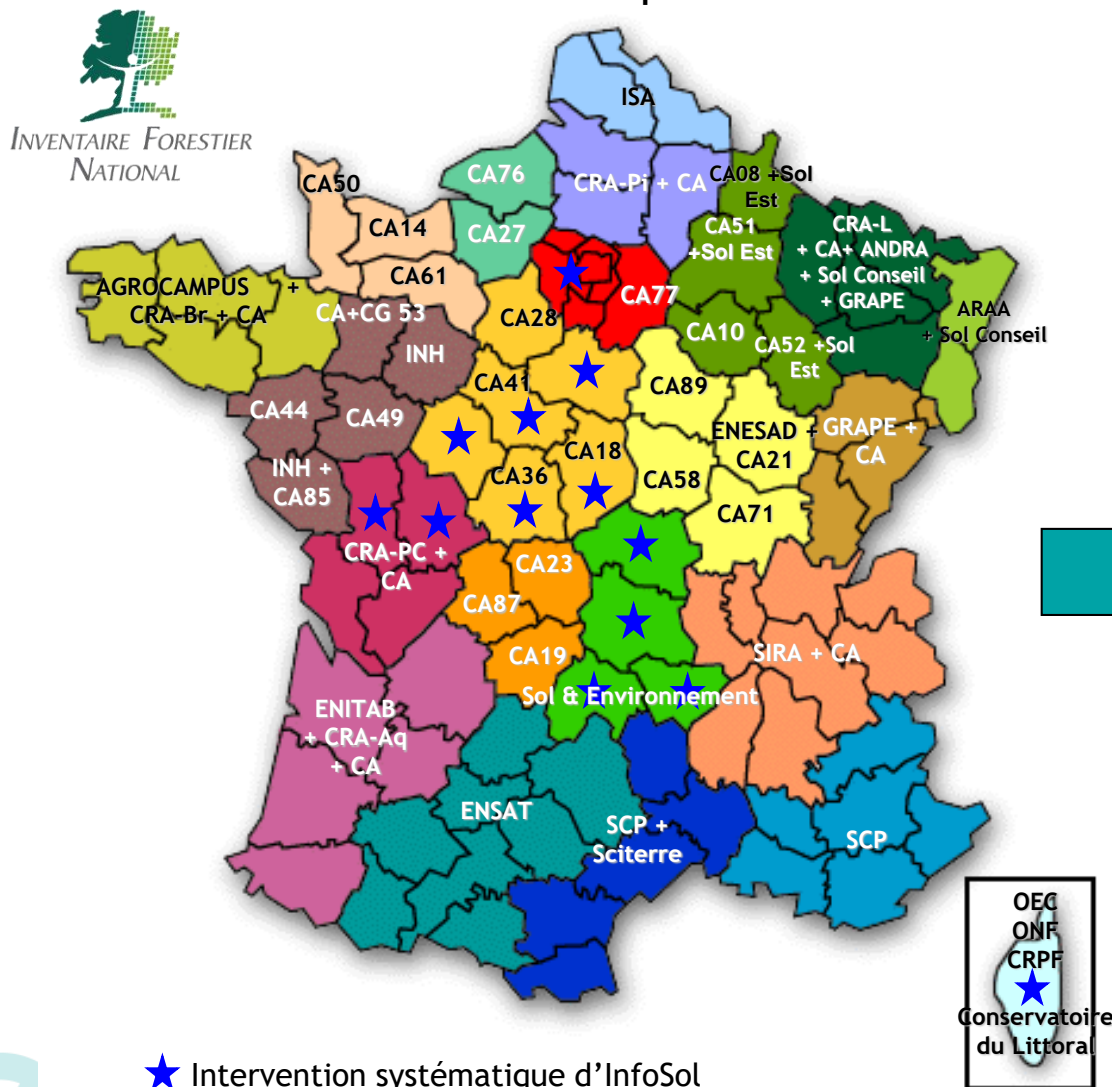 INVENTAIRE FORESTIER
NATIONAL
ISA
CA76
CRA-Pi + CA
CA08 +Sol
Est
CA50
CA14
CA27
CA51
+Sol Est
CRA-L
+ CA+ ANDRA
+ Sol Conseil
+ GRAPE
CA61
AGROCAMPUS +
CRA-Br + CA
CA+CG 53
CA28
CA77
ARAA
+ Sol Conseil
INH
CA10
CA52 +Sol
Est
CA41
CA89
CA44
CA49
CA18
ENESAD +
CA21
GRAPE +
CA
INH +
CA85
CA36
CA58
CA71
CRA-PC +
CA
CA23
CA87
CA19
SIRA + CA
Sol & Environnement
ENITAB
+ CRA-Aq
+ CA
ENSAT
SCP +
Sciterre
SCP
OEC
ONF
CRPF
Conservatoire
du Littoral
Intervention systématique d'InfoSol